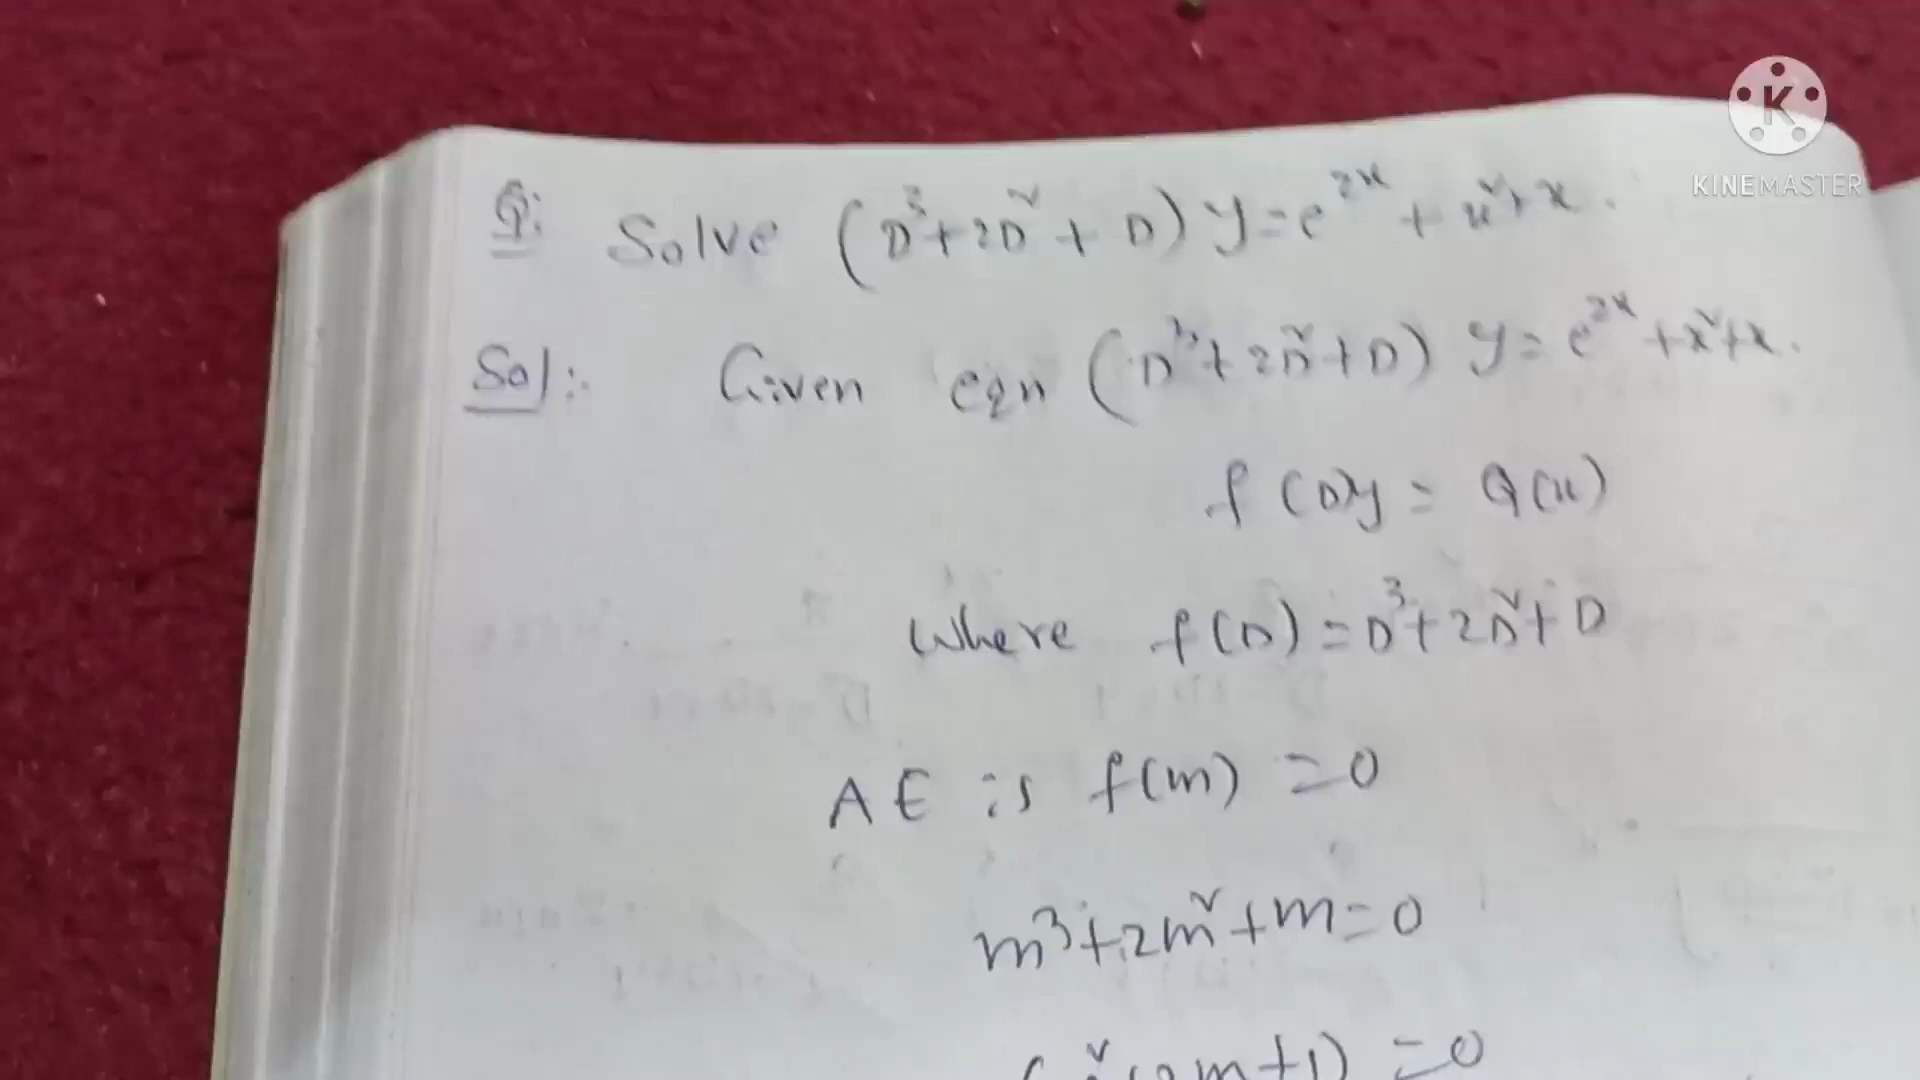 KINEMASTER
Q: Solve (D³+2D²+D) y=e²ˣ + x²+x.
Sol:. Given eqn (D³+2D²+D) y= e²ˣ +x²+x.
f(D)y = Q(x)
Where f(D) =D³+2D²+D
AE is f(m) =0
m³+2m²+m=0